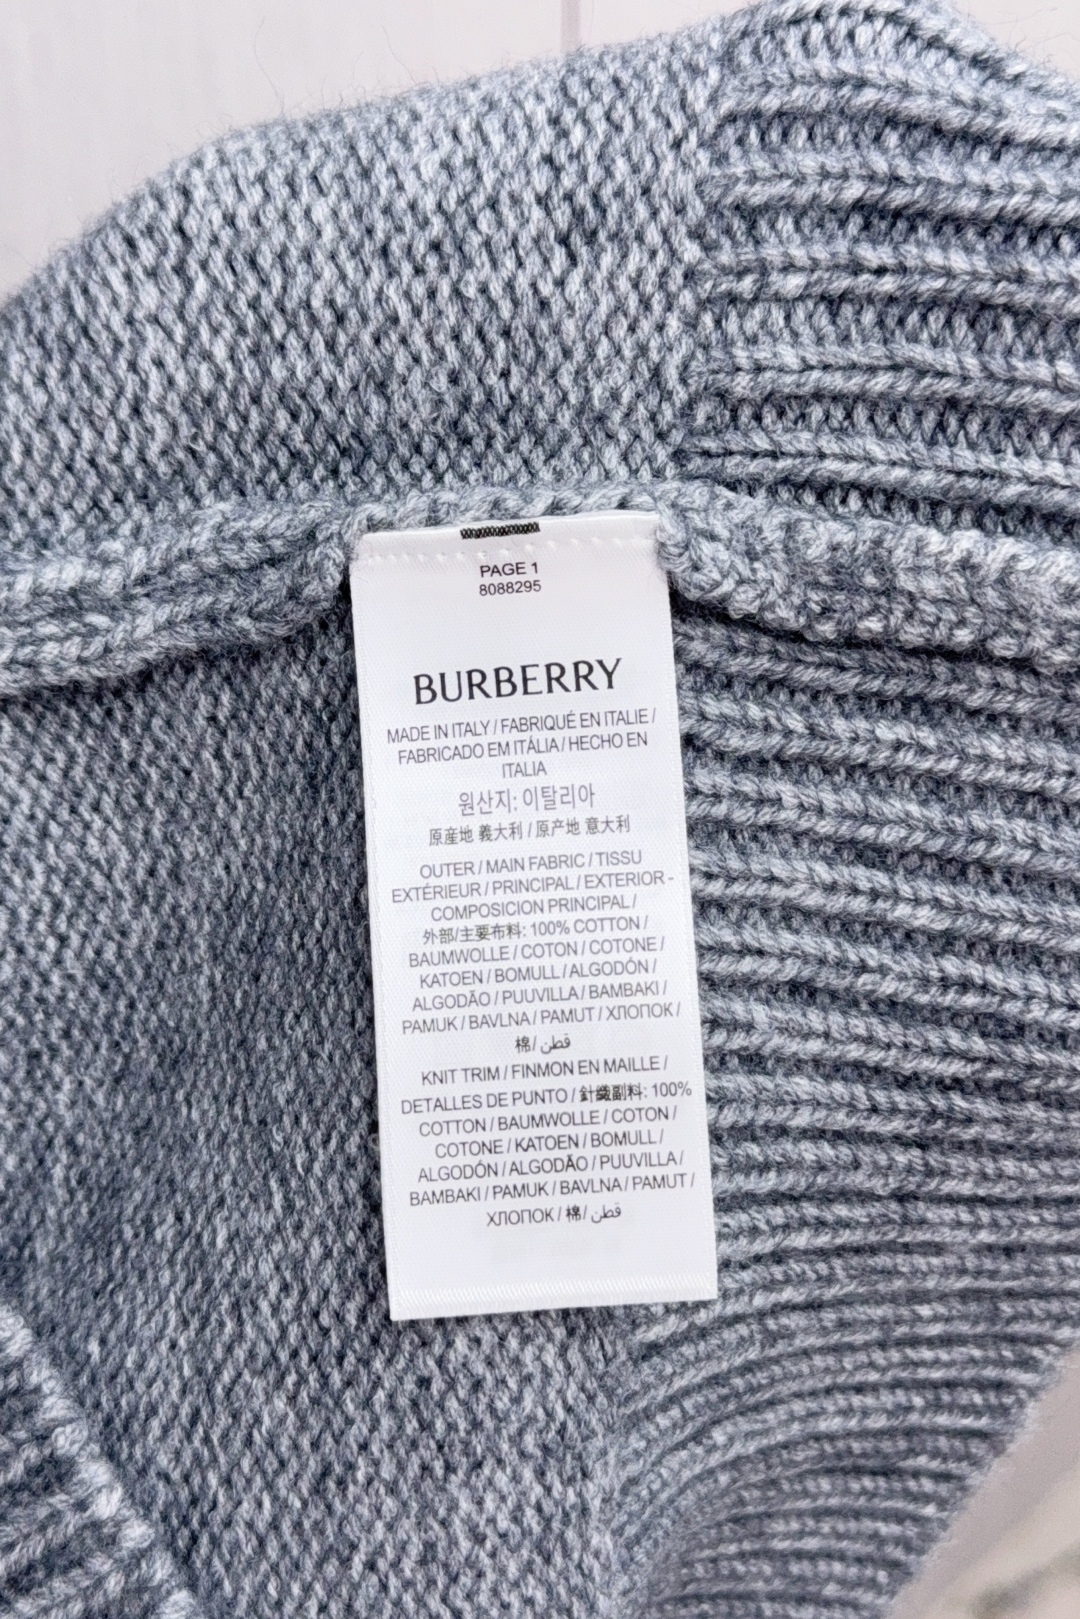 PAGE 1
8088295
BURBERRY
MADE IN ITALY / FABRIQUÉ EN ITALIE /
FABRICADO EM ITÁLIA / HECHO EN
ITALIA
원산지: 이탈리아
原産地 義大利 / 原产地 意大利
OUTER / MAIN FABRIC / TISSU
EXTÉRIEUR / PRINCIPAL / EXTERIOR -
COMPOSICION PRINCIPAL /
外部/主要布料: 100% COTTON /
BAUMWOLLE / COTON / COTONE /
KATOEN / BOMULL / ALGODÓN /
ALGODÃO / PUUVILLA / BAMBAKI /
PAMUK / BAVLNA / PAMUT / ХЛОПОК /
棉 / قطن
KNIT TRIM / FINMON EN MAILLE /
DETALLES DE PUNTO / 針織副料: 100%
COTTON / BAUMWOLLE / COTON /
COTONE / KATOEN / BOMULL /
ALGODÓN / ALGODÃO / PUUVILLA /
BAMBAKI / PAMUK / BAVLNA / PAMUT /
ХЛОПОК / 棉 / قطن